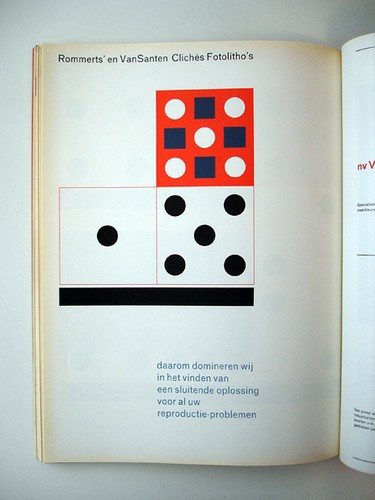 Rommerts' en VanSanten Clichés Fotolitho's
daarom domineren wij
in het vinden van
een sluitende oplossing
voor al uw
reproductie-problemen
nv V